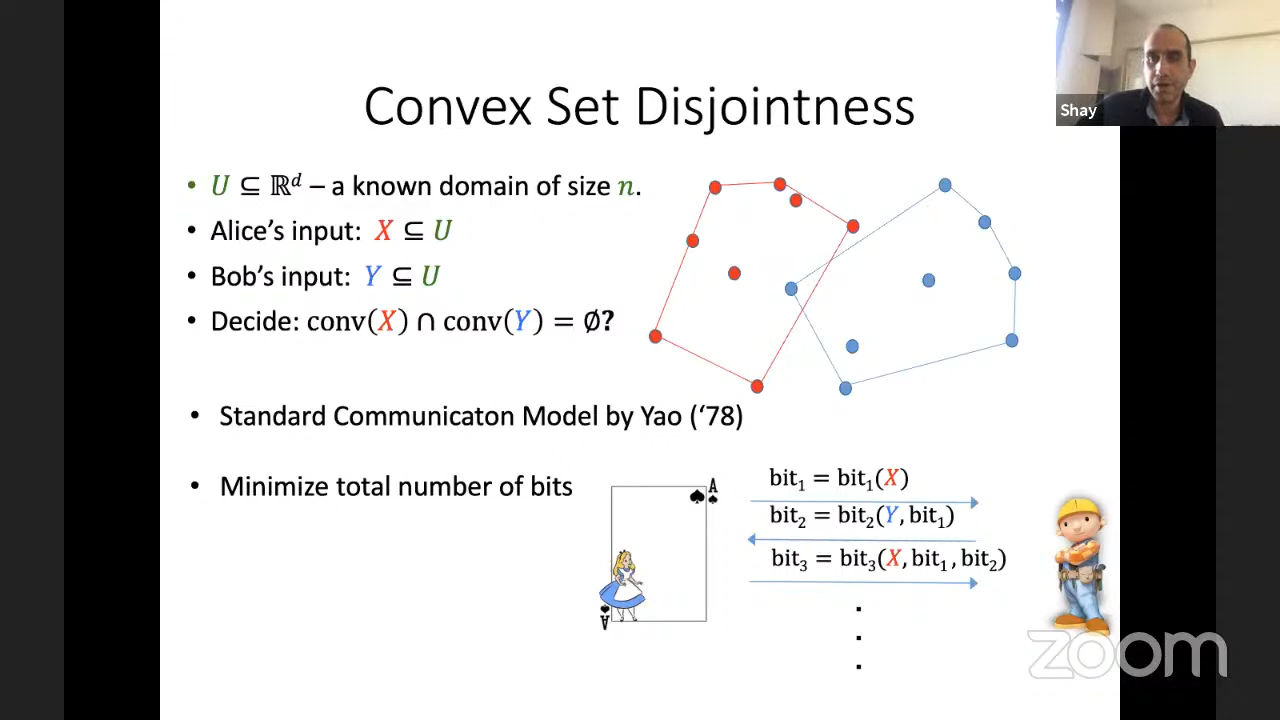 Convex Set Disjointness
Shay
• U ⊆ ℝᵈ – a known domain of size n.
• Alice's input: X ⊆ U
• Bob's input: Y ⊆ U
• Decide: conv(X) ∩ conv(Y) = ∅?
• Standard Communicaton Model by Yao ('78)
• Minimize total number of bits
A
A
bit₁ = bit₁(X)
bit₂ = bit₂(Y, bit₁)
bit₃ = bit₃(X, bit₁, bit₂)
.
.
.
zoom